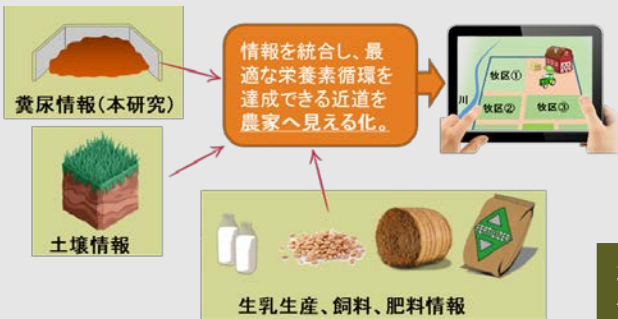 情報を統合し、最
適な栄養素循環を
達成できる近道を
農家へ見える化。
糞尿情報(本研究)
牧区①
川
牧区②
牧区③
土壌情報
FERTILIZER
生乳生産、飼料、肥料情報